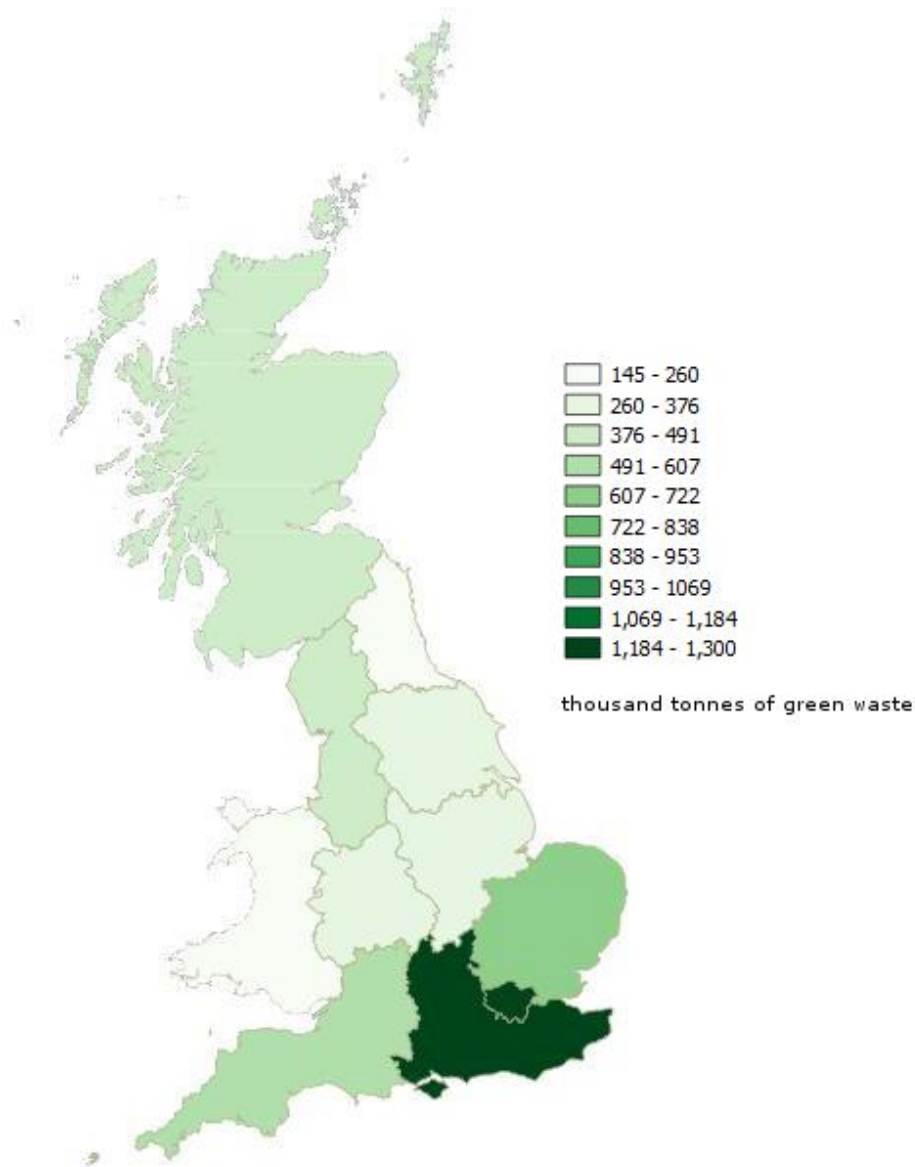 145 - 260
260 - 376
376 - 491
491 - 607
607 - 722
722 - 838
838 - 953
953 - 1069
1,069 - 1,184
1,184 - 1,300
thousand tonnes of green waste